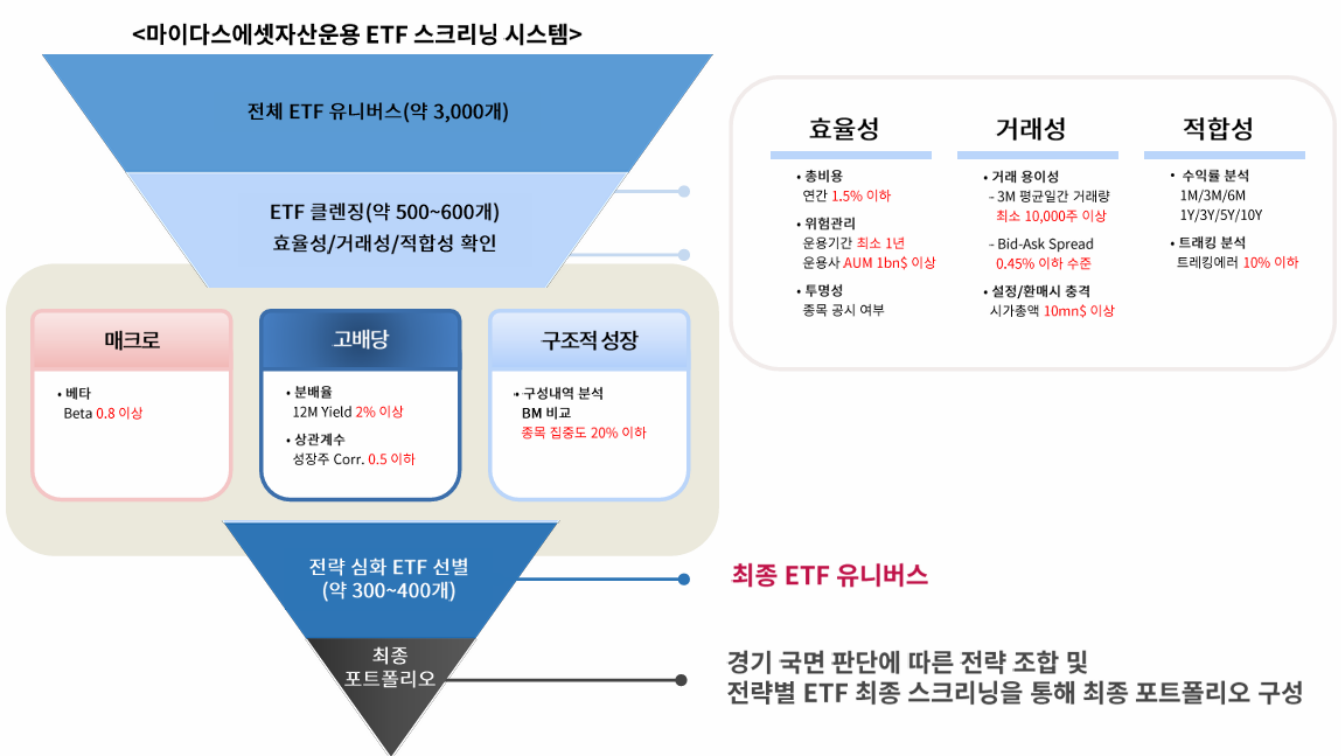 <마이다스에셋자산운용 ETF 스크리닝 시스템>
전체 ETF 유니버스(약 3,000개)
ETF 클렌징(약 500~600개)
효율성/거래성/적합성 확인
효율성
• 총비용
연간 1.5% 이하
• 위험관리
운용기간 최소 1년
운용사 AUM 1bn$ 이상
• 투명성
종목 공시 여부
거래성
• 거래 용이성
- 3M 평균일간 거래량
최소 10,000주 이상
- Bid-Ask Spread
0.45% 이하 수준
• 설정/환매시 충격
시가총액 10mn$ 이상
적합성
• 수익률 분석
1M/3M/6M
1Y/3Y/5Y/10Y
• 트래킹 분석
트레킹에러 10% 이하
매크로
• 베타
Beta 0.8 이상
고배당
• 분배율
12M Yield 2% 이상
• 상관계수
성장주 Corr. 0.5 이하
구조적 성장
• 구성내역 분석
BM 비교
종목 집중도 20% 이하
전략 심화 ETF 선별
(약 300~400개)
최종 ETF 유니버스
최종
포트폴리오
경기 국면 판단에 따른 전략 조합 및
전략별 ETF 최종 스크리닝을 통해 최종 포트폴리오 구성